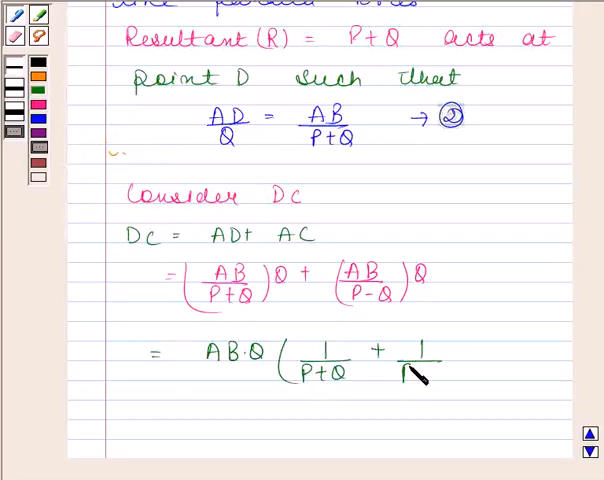 Resultant (R) = P+Q acts at
point D such that
AD/Q = AB/P+Q → ②
Consider DC
DC = AD+ AC
= (AB/P+Q)Q + (AB/P-Q)Q
= AB·Q (1/P+Q + 1/P